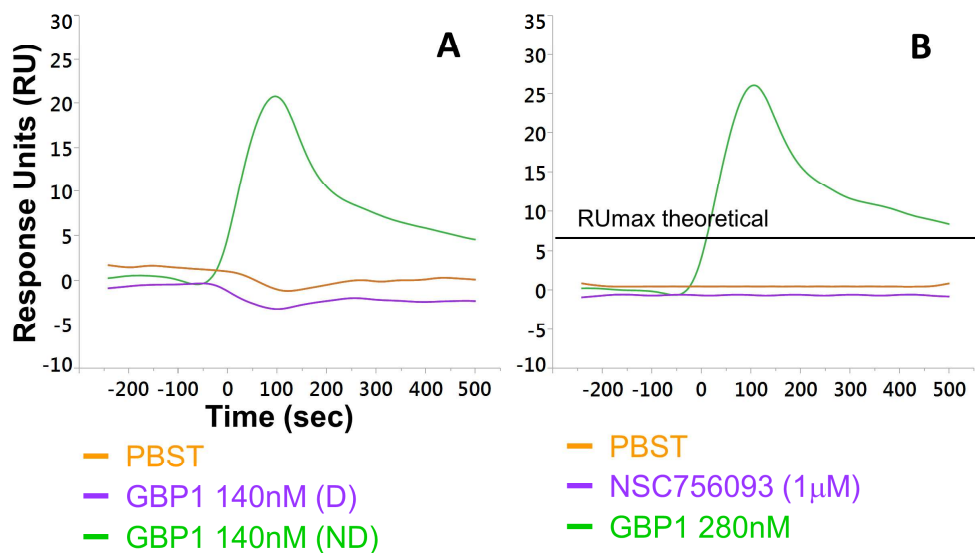 A
B
Response Units (RU)
30
25
20
15
10
5
0
-5
-10
-200 -100 0 100 200 300 400 500
Time (sec)
PBST
GBP1 140nM (D)
GBP1 140nM (ND)
35
30
25
20
15
10
5
0
-5
-10
RUmax theoretical
-200 -100 0 100 200 300 400 500
PBST
NSC756093 (1µM)
GBP1 280nM